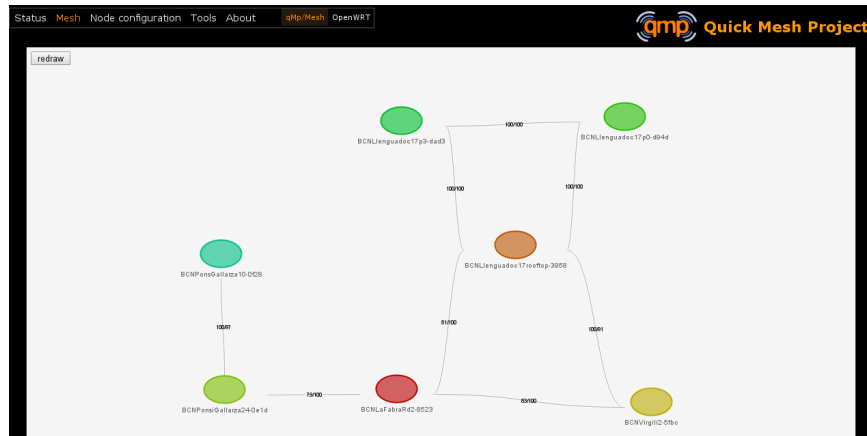 Status Mesh Node configuration Tools About qMp/Mesh OpenWRT
qmp Quick Mesh Project
redraw
BCNLlenguadoc17p3-dad3
100/100
BCNLlenguadoc17p0-d94d
100/100
100/100
BCNLlenguadoc17rooftop-3958
BCNPonsGallarza10-0f28
100/97
81/100
100/91
BCNPonsiGallarza24-0e1d
73/100
BCNLaFabraRd2-8523
83/100
BCNVirgili2-5fbc